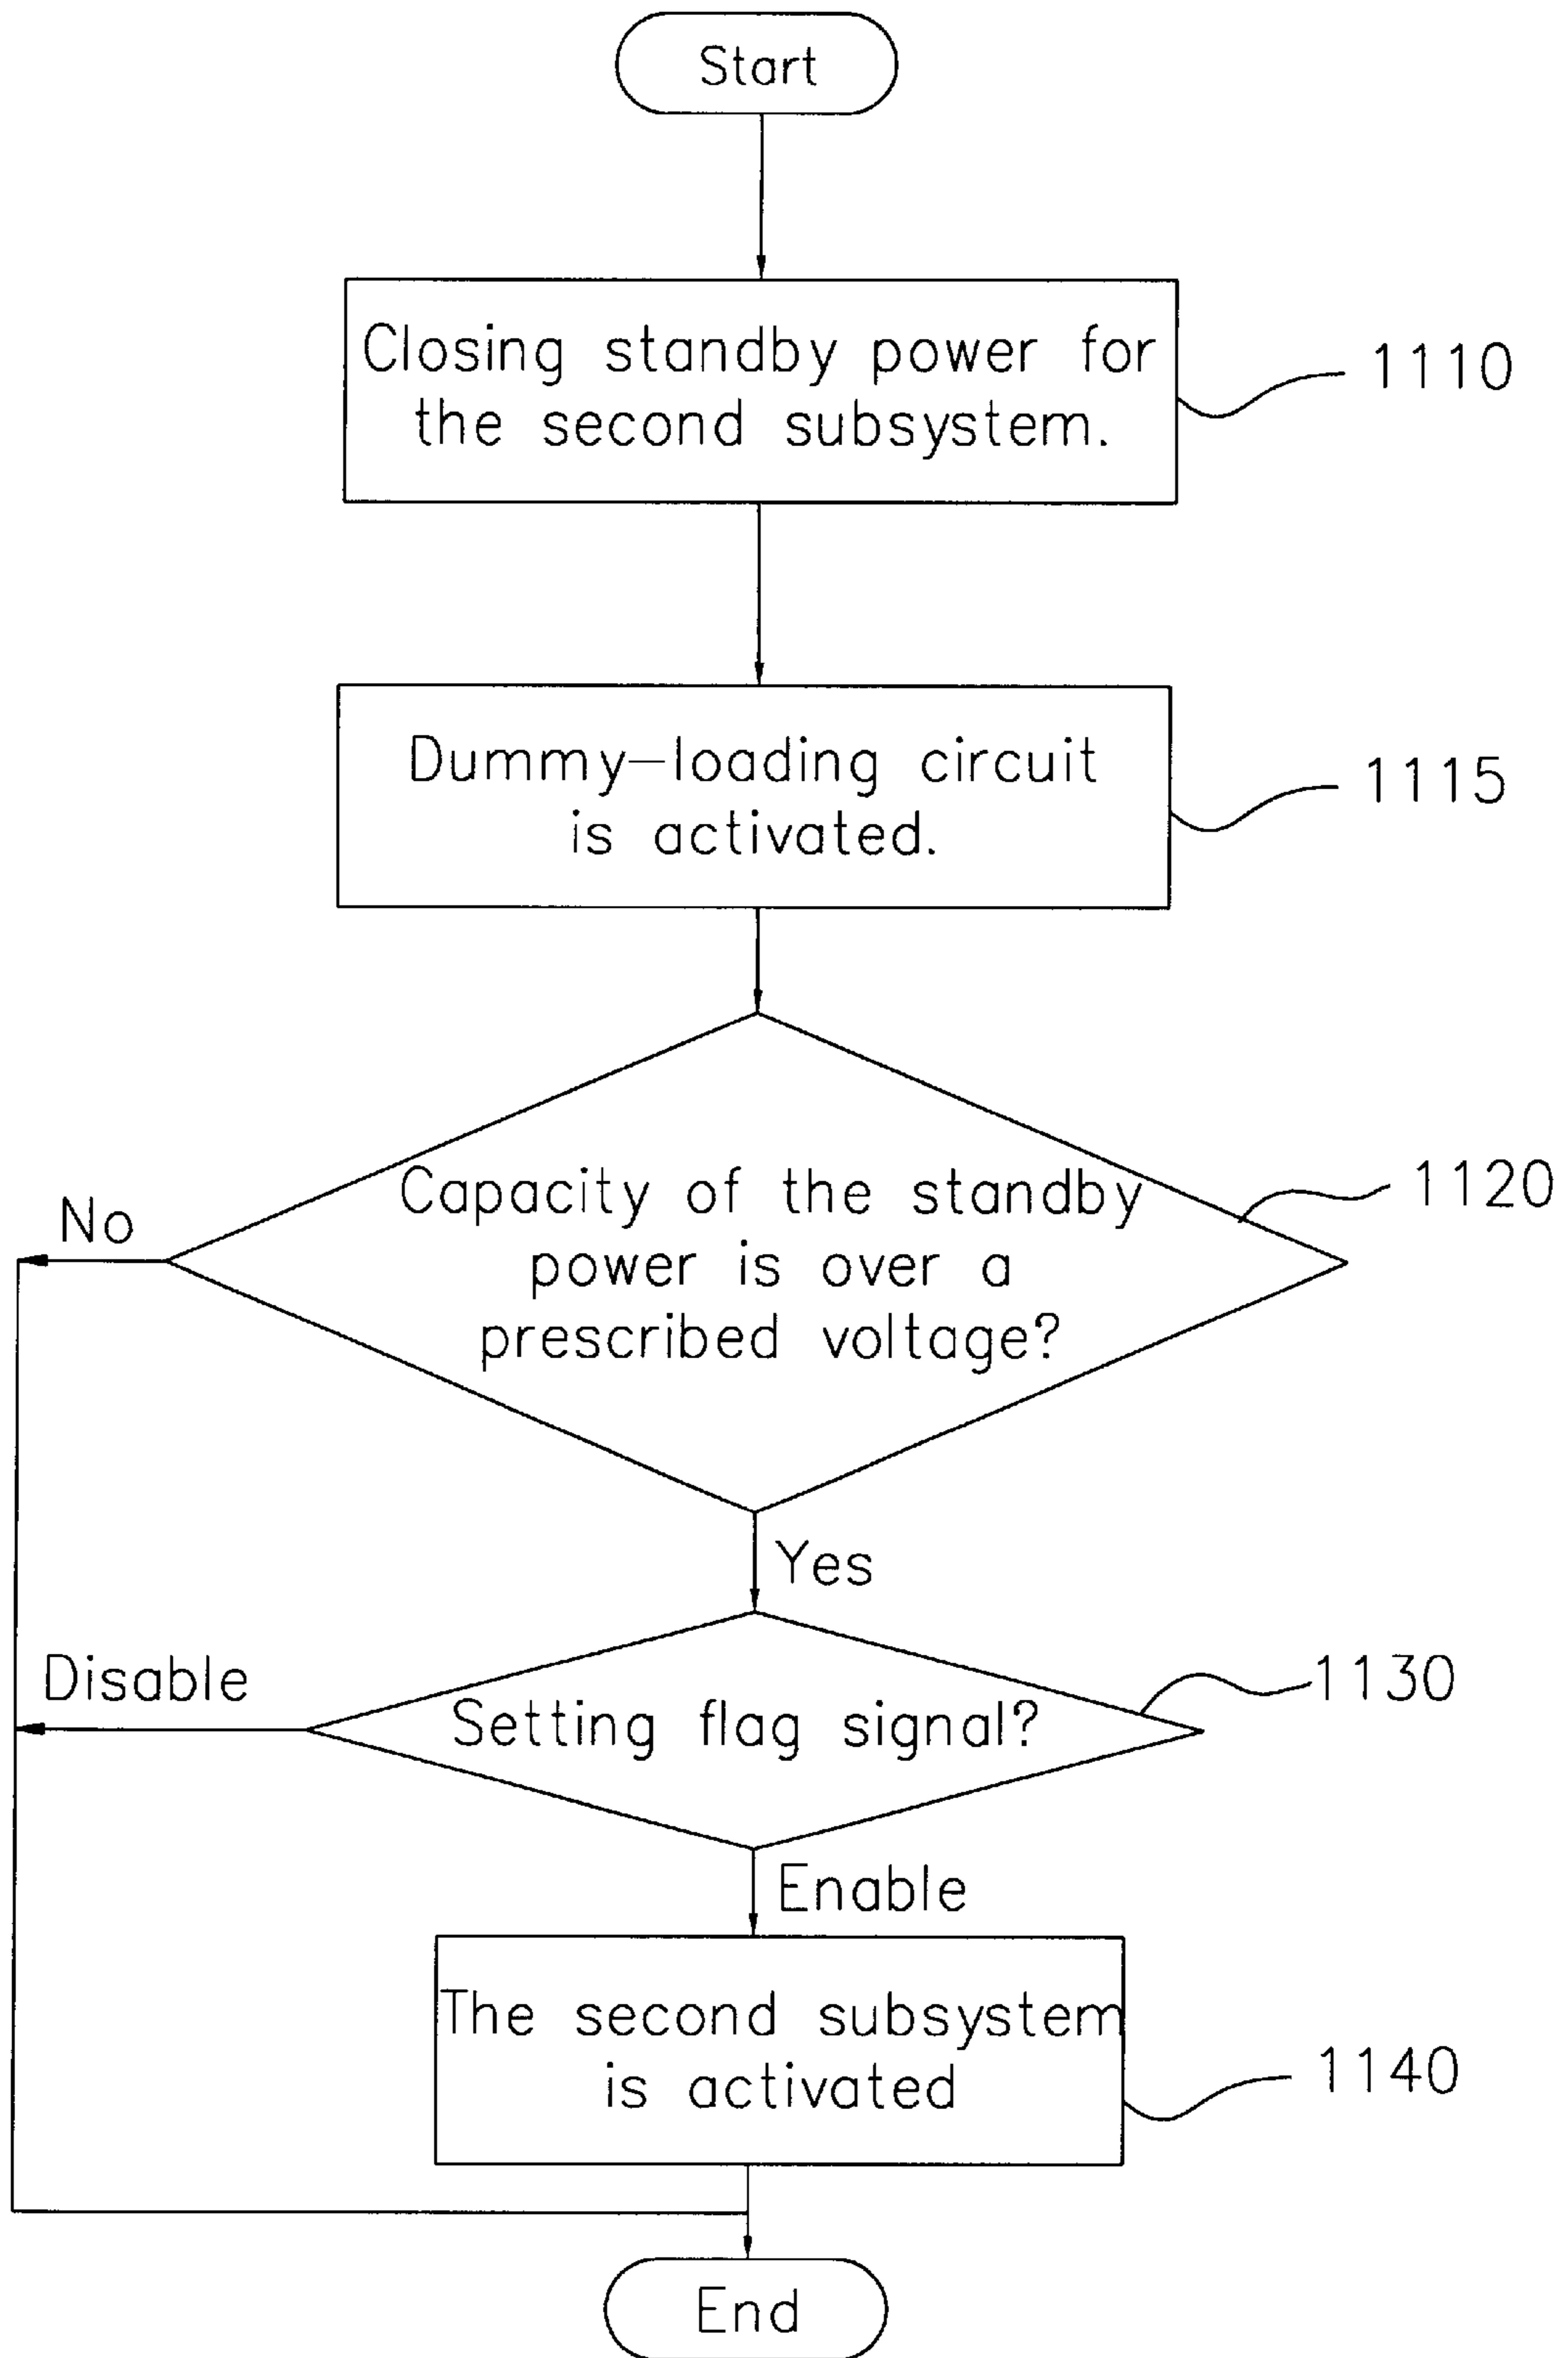 Start
Closing standby power for
the second subsystem.
1110
Dummy-loading circuit
is activated.
1115
Capacity of the standby
power is over a
prescribed voltage?
1120
No
Yes
Setting flag signal?
1130
Disable
Enable
The second subsystem
is activated
1140
End